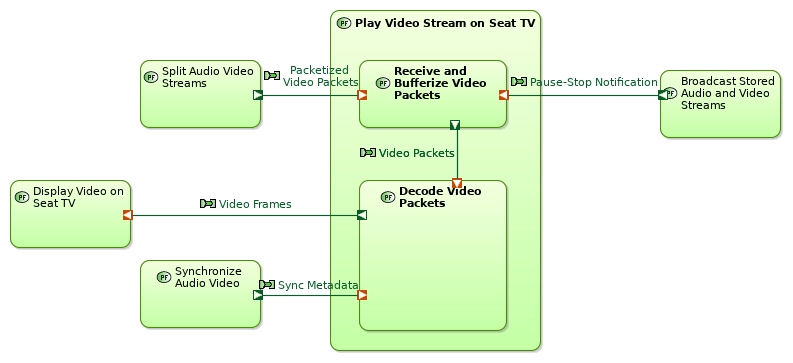 PF Play Video Stream on Seat TV
PF Split Audio Video
Streams
Packetized
Video Packets
PF Receive and
Bufferize Video
Packets
Pause-Stop Notification
PF Broadcast Stored
Audio and Video
Streams
Video Packets
PF Display Video on
Seat TV
Video Frames
PF Decode Video
Packets
PF Synchronize
Audio Video
Sync Metadata